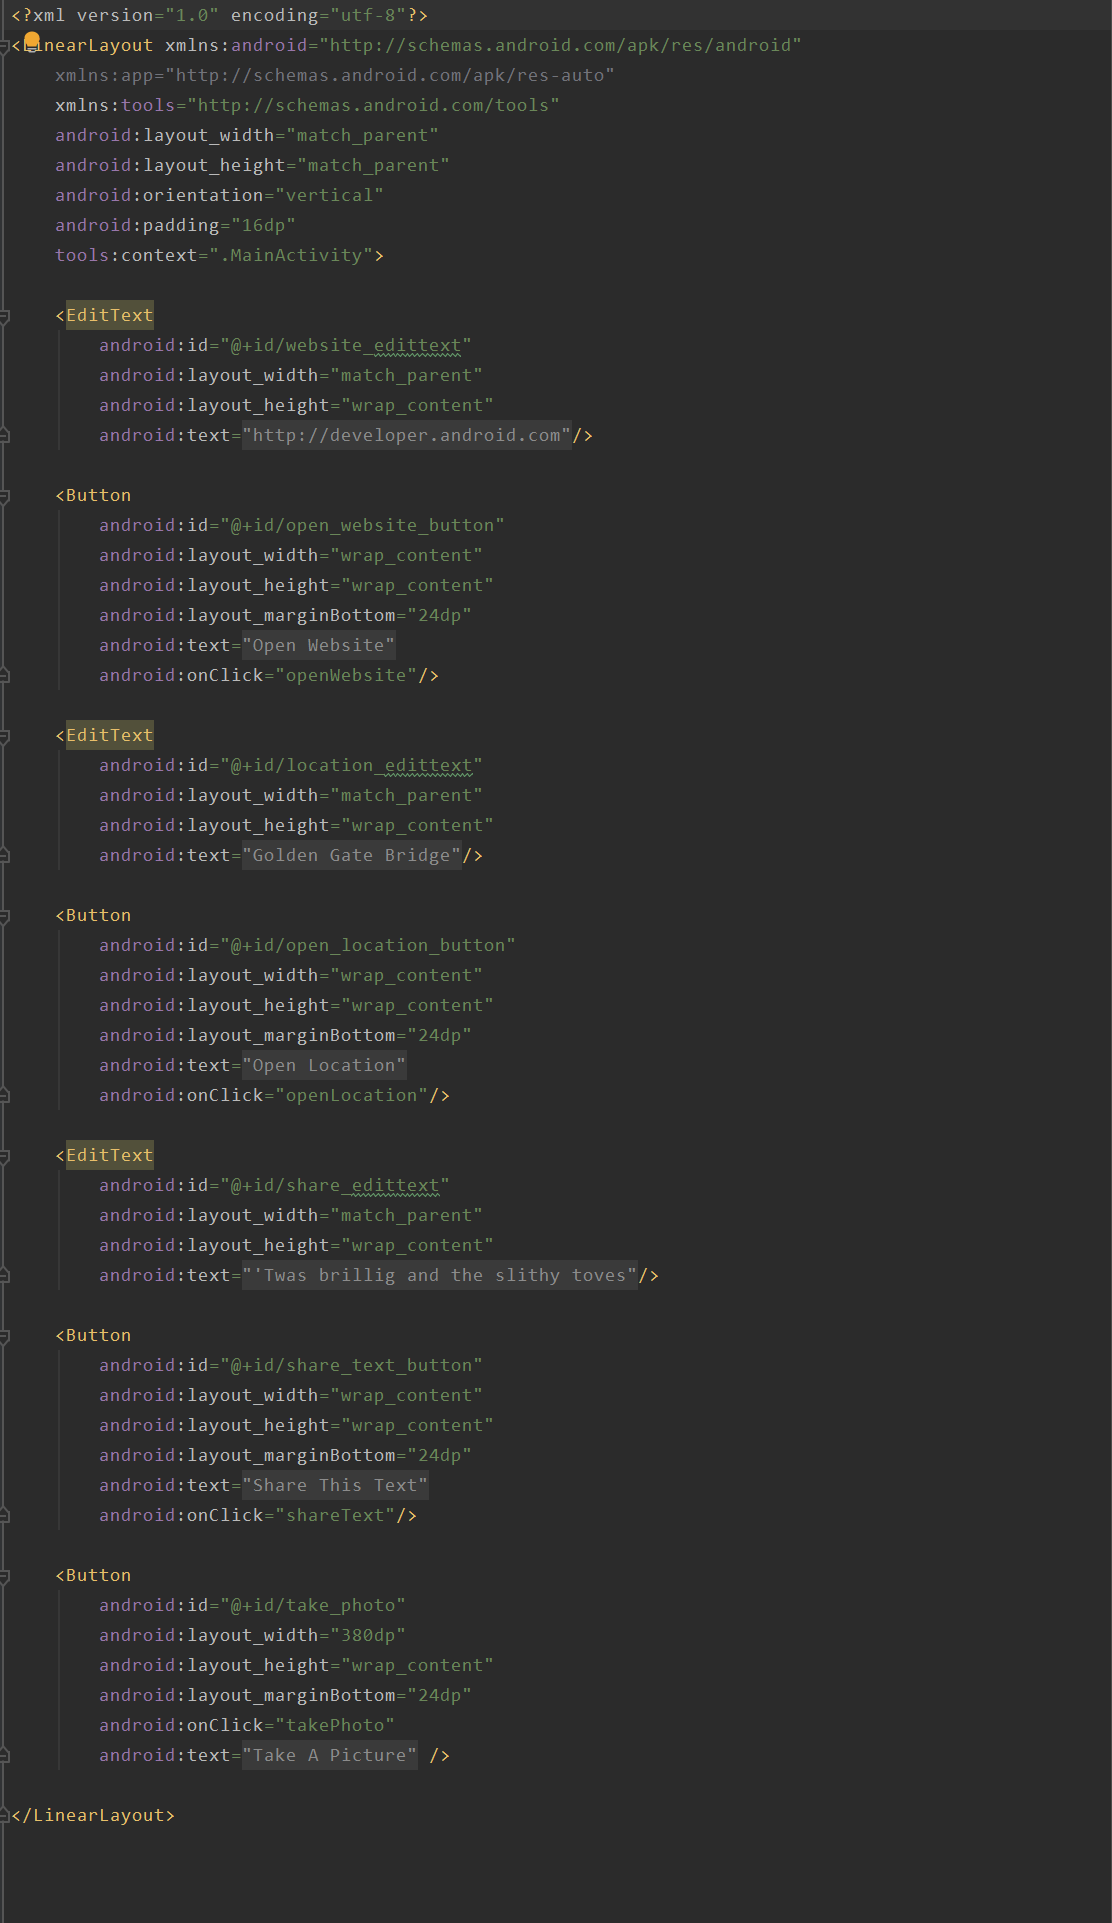 <?xml version="1.0" encoding="utf-8"?>
<LinearLayout xmlns:android="http://schemas.android.com/apk/res/android"
    xmlns:app="http://schemas.android.com/apk/res-auto"
    xmlns:tools="http://schemas.android.com/tools"
    android:layout_width="match_parent"
    android:layout_height="match_parent"
    android:orientation="vertical"
    android:padding="16dp"
    tools:context=".MainActivity">

    <EditText
        android:id="@+id/website_edittext"
        android:layout_width="match_parent"
        android:layout_height="wrap_content"
        android:text="http://developer.android.com"/>

    <Button
        android:id="@+id/open_website_button"
        android:layout_width="wrap_content"
        android:layout_height="wrap_content"
        android:layout_marginBottom="24dp"
        android:text="Open Website"
        android:onClick="openWebsite"/>

    <EditText
        android:id="@+id/location_edittext"
        android:layout_width="match_parent"
        android:layout_height="wrap_content"
        android:text="Golden Gate Bridge"/>

    <Button
        android:id="@+id/open_location_button"
        android:layout_width="wrap_content"
        android:layout_height="wrap_content"
        android:layout_marginBottom="24dp"
        android:text="Open Location"
        android:onClick="openLocation"/>

    <EditText
        android:id="@+id/share_edittext"
        android:layout_width="match_parent"
        android:layout_height="wrap_content"
        android:text="'Twas brillig and the slithy toves"/>

    <Button
        android:id="@+id/share_text_button"
        android:layout_width="wrap_content"
        android:layout_height="wrap_content"
        android:layout_marginBottom="24dp"
        android:text="Share This Text"
        android:onClick="shareText"/>

    <Button
        android:id="@+id/take_photo"
        android:layout_width="380dp"
        android:layout_height="wrap_content"
        android:layout_marginBottom="24dp"
        android:onClick="takePhoto"
        android:text="Take A Picture" />

</LinearLayout>